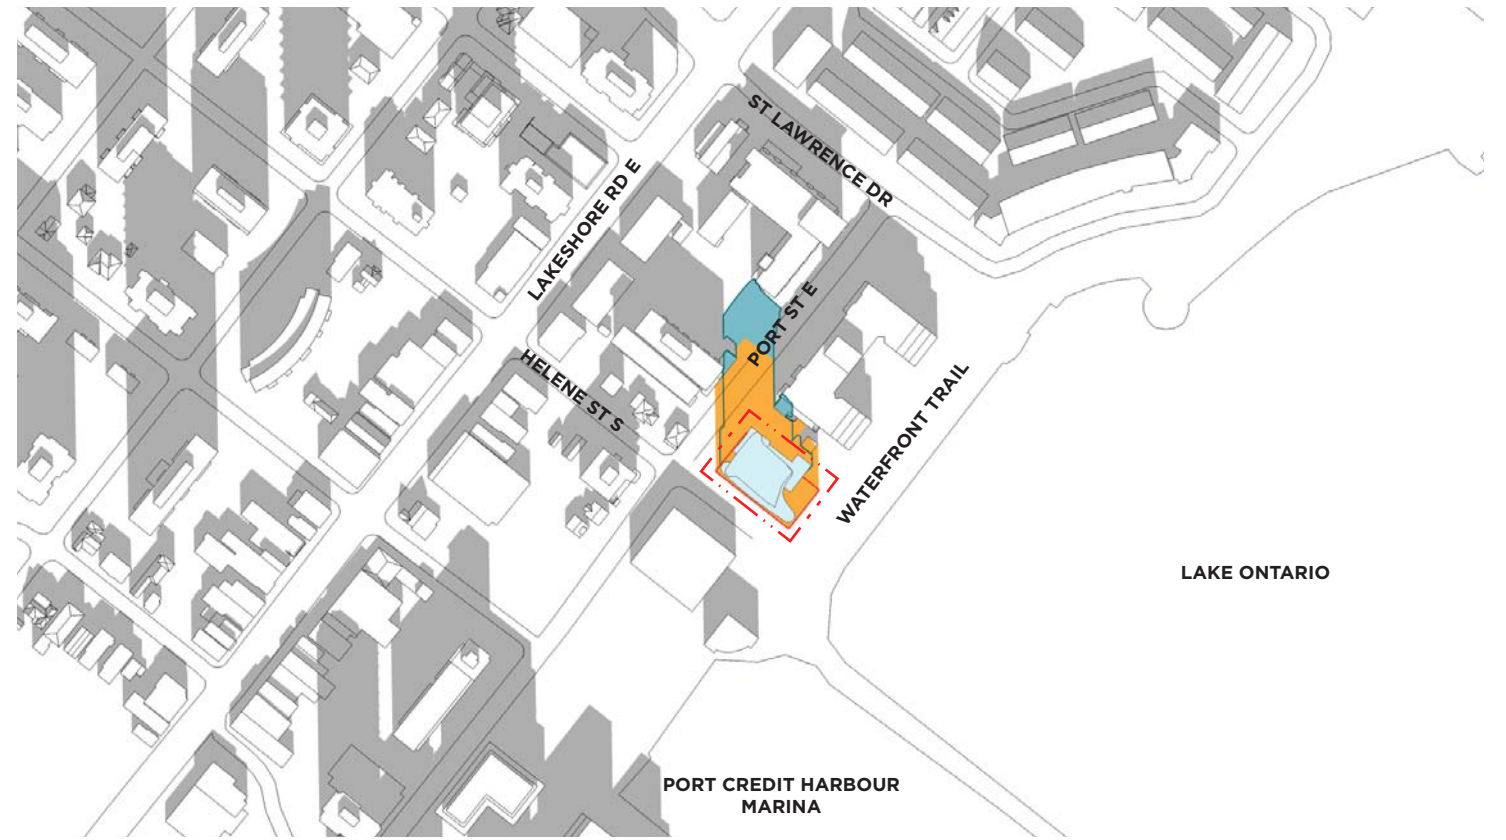 ST LAWRENCE DR
LAKESHORE RD E
PORT ST E
HELENE ST S
WATERFRONT TRAIL
LAKE ONTARIO
PORT CREDIT HARBOUR
MARINA